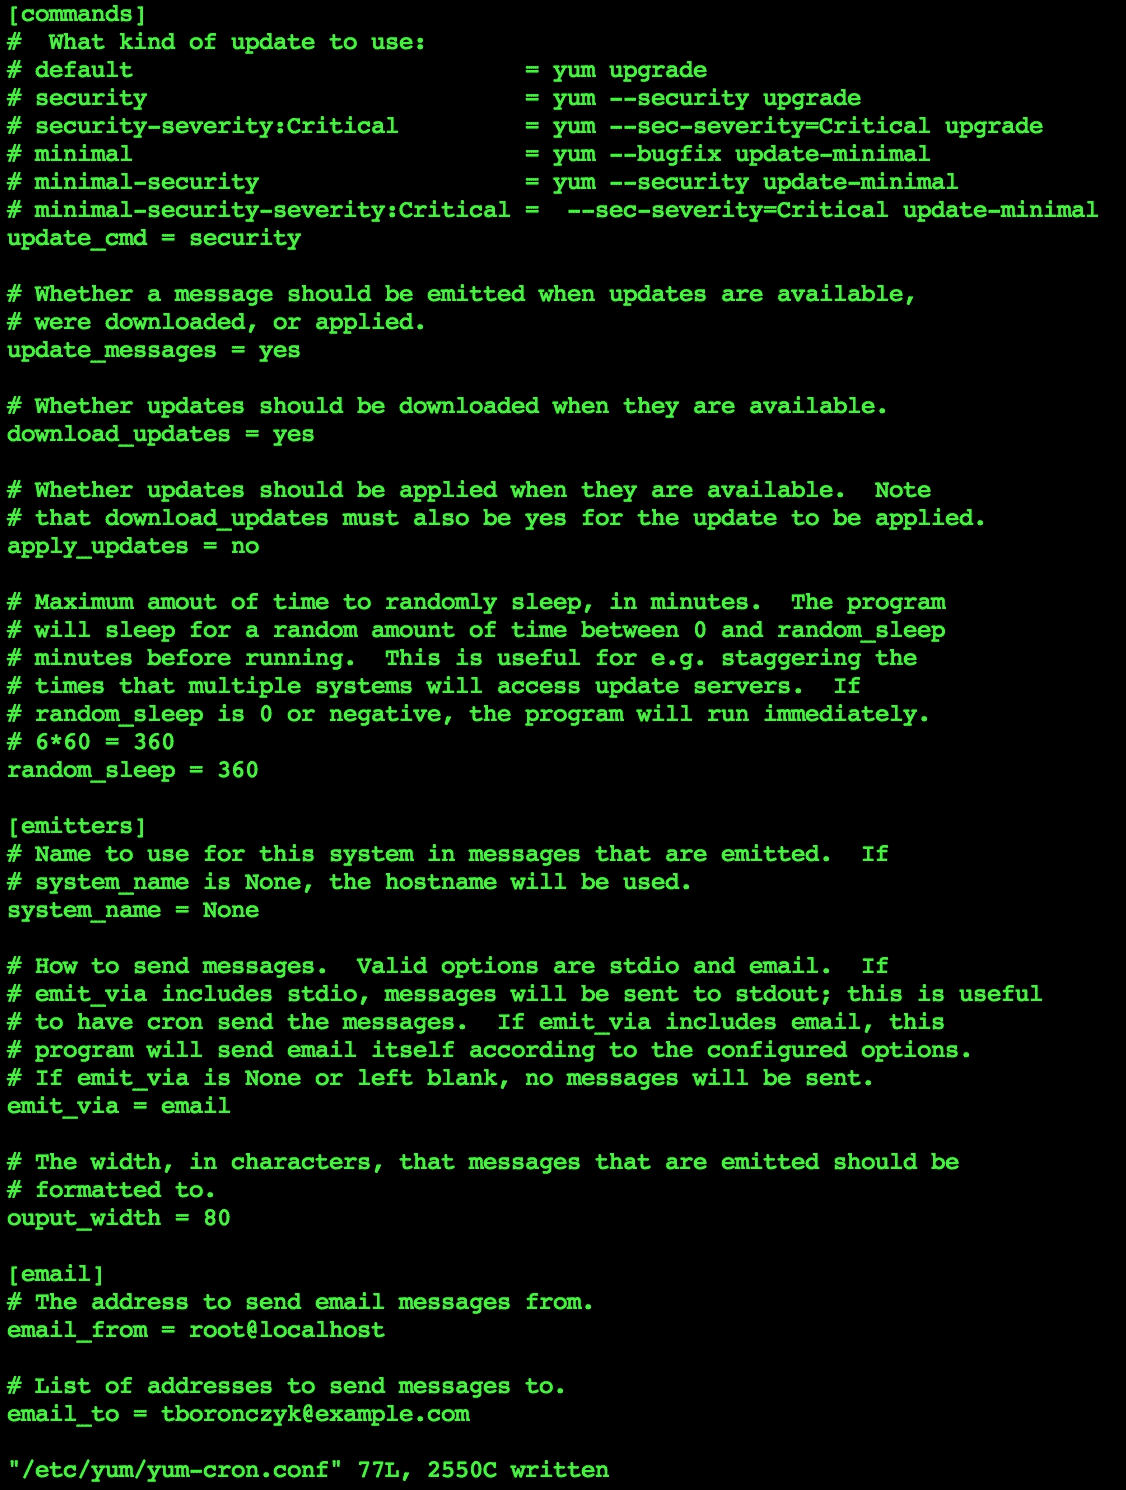 [commands]
#  What kind of update to use:
# default                            = yum upgrade
# security                           = yum --security upgrade
# security-severity:Critical         = yum --sec-severity=Critical upgrade
# minimal                            = yum --bugfix update-minimal
# minimal-security                   = yum --security update-minimal
# minimal-security-severity:Critical =  --sec-severity=Critical update-minimal
update_cmd = security

# Whether a message should be emitted when updates are available,
# were downloaded, or applied.
update_messages = yes

# Whether updates should be downloaded when they are available.
download_updates = yes

# Whether updates should be applied when they are available.  Note
# that download_updates must also be yes for the update to be applied.
apply_updates = no

# Maximum amout of time to randomly sleep, in minutes.  The program
# will sleep for a random amount of time between 0 and random_sleep
# minutes before running.  This is useful for e.g. staggering the
# times that multiple systems will access update servers.  If
# random_sleep is 0 or negative, the program will run immediately.
# 6*60 = 360
random_sleep = 360

[emitters]
# Name to use for this system in messages that are emitted.  If
# system_name is None, the hostname will be used.
system_name = None

# How to send messages.  Valid options are stdio and email.  If
# emit_via includes stdio, messages will be sent to stdout; this is useful
# to have cron send the messages.  If emit_via includes email, this
# program will send email itself according to the configured options.
# If emit_via is None or left blank, no messages will be sent.
emit_via = email

# The width, in characters, that messages that are emitted should be
# formatted to.
ouput_width = 80

[email]
# The address to send email messages from.
email_from = root@localhost

# List of addresses to send messages to.
email_to = tboronczyk@example.com

"/etc/yum/yum-cron.conf" 77L, 2550C written